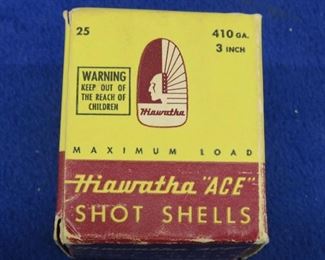 25
410 GA.
3 INCH
WARNING
KEEP OUT OF
THE REACH OF
CHILDREN
Hiawatha
MAXIMUM LOAD
Hiawatha "ACE"
SHOT SHELLS